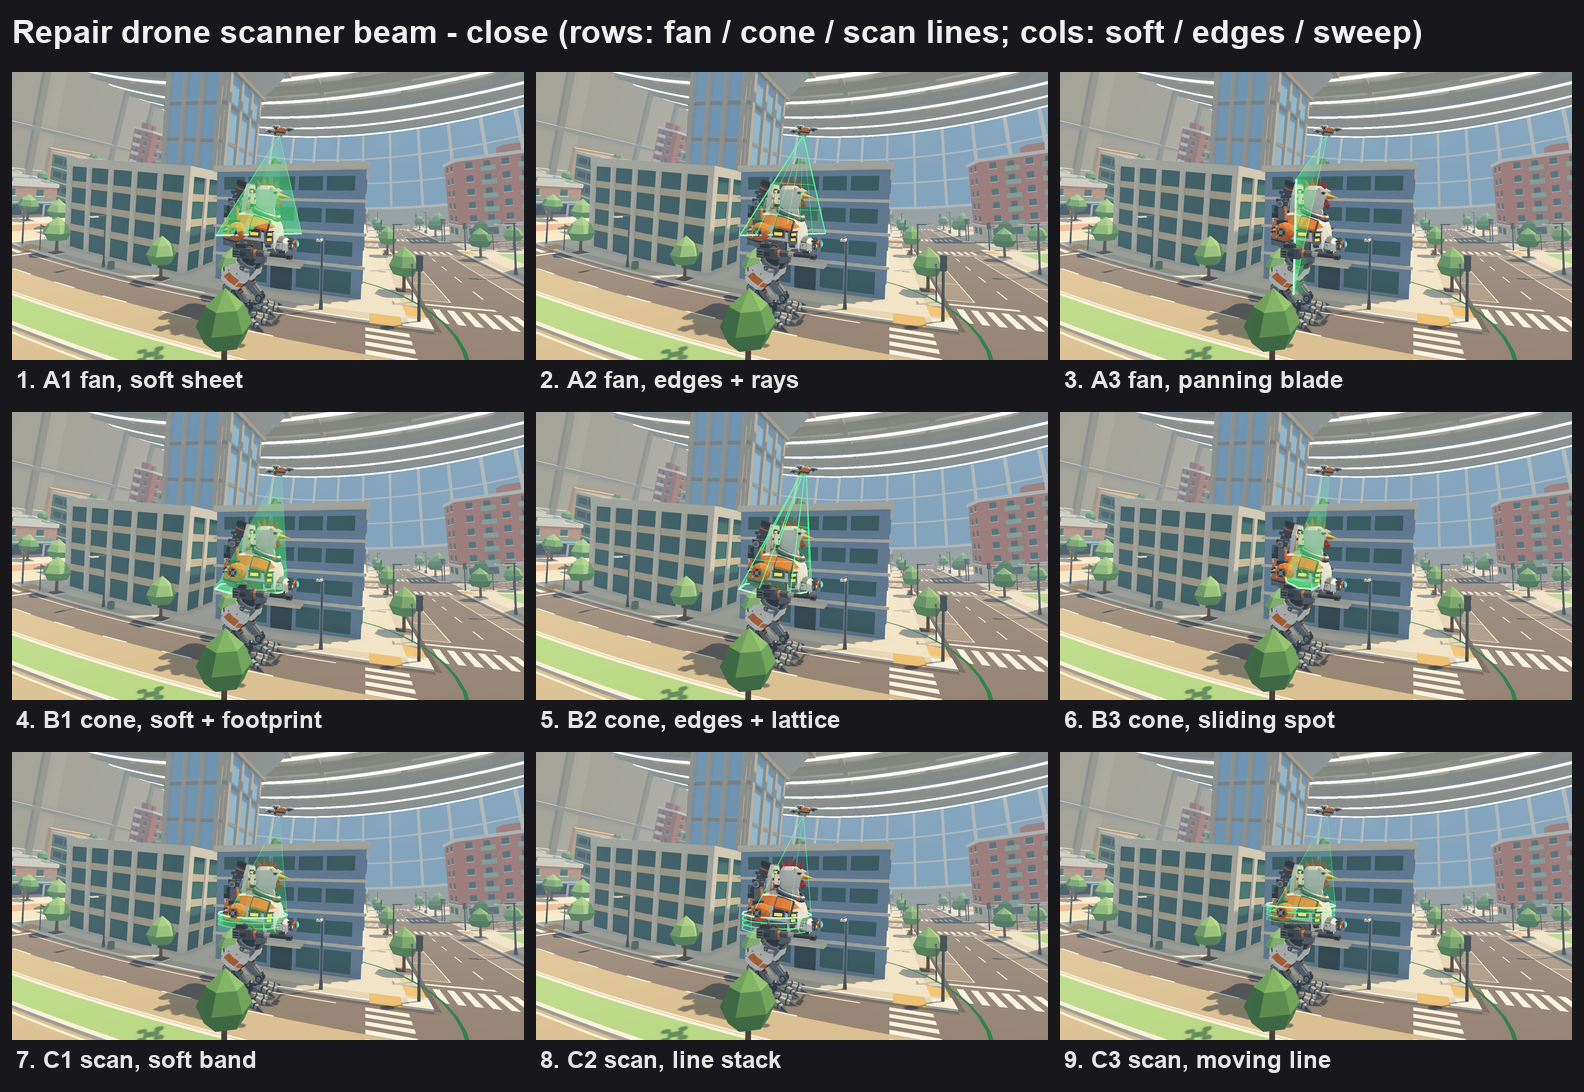 Repair drone scanner beam - close (rows: fan / cone / scan lines; cols: soft / edges / sweep)
1. A1 fan, soft sheet
2. A2 fan, edges + rays
3. A3 fan, panning blade
4. B1 cone, soft + footprint
5. B2 cone, edges + lattice
6. B3 cone, sliding spot
7. C1 scan, soft band
8. C2 scan, line stack
9. C3 scan, moving line